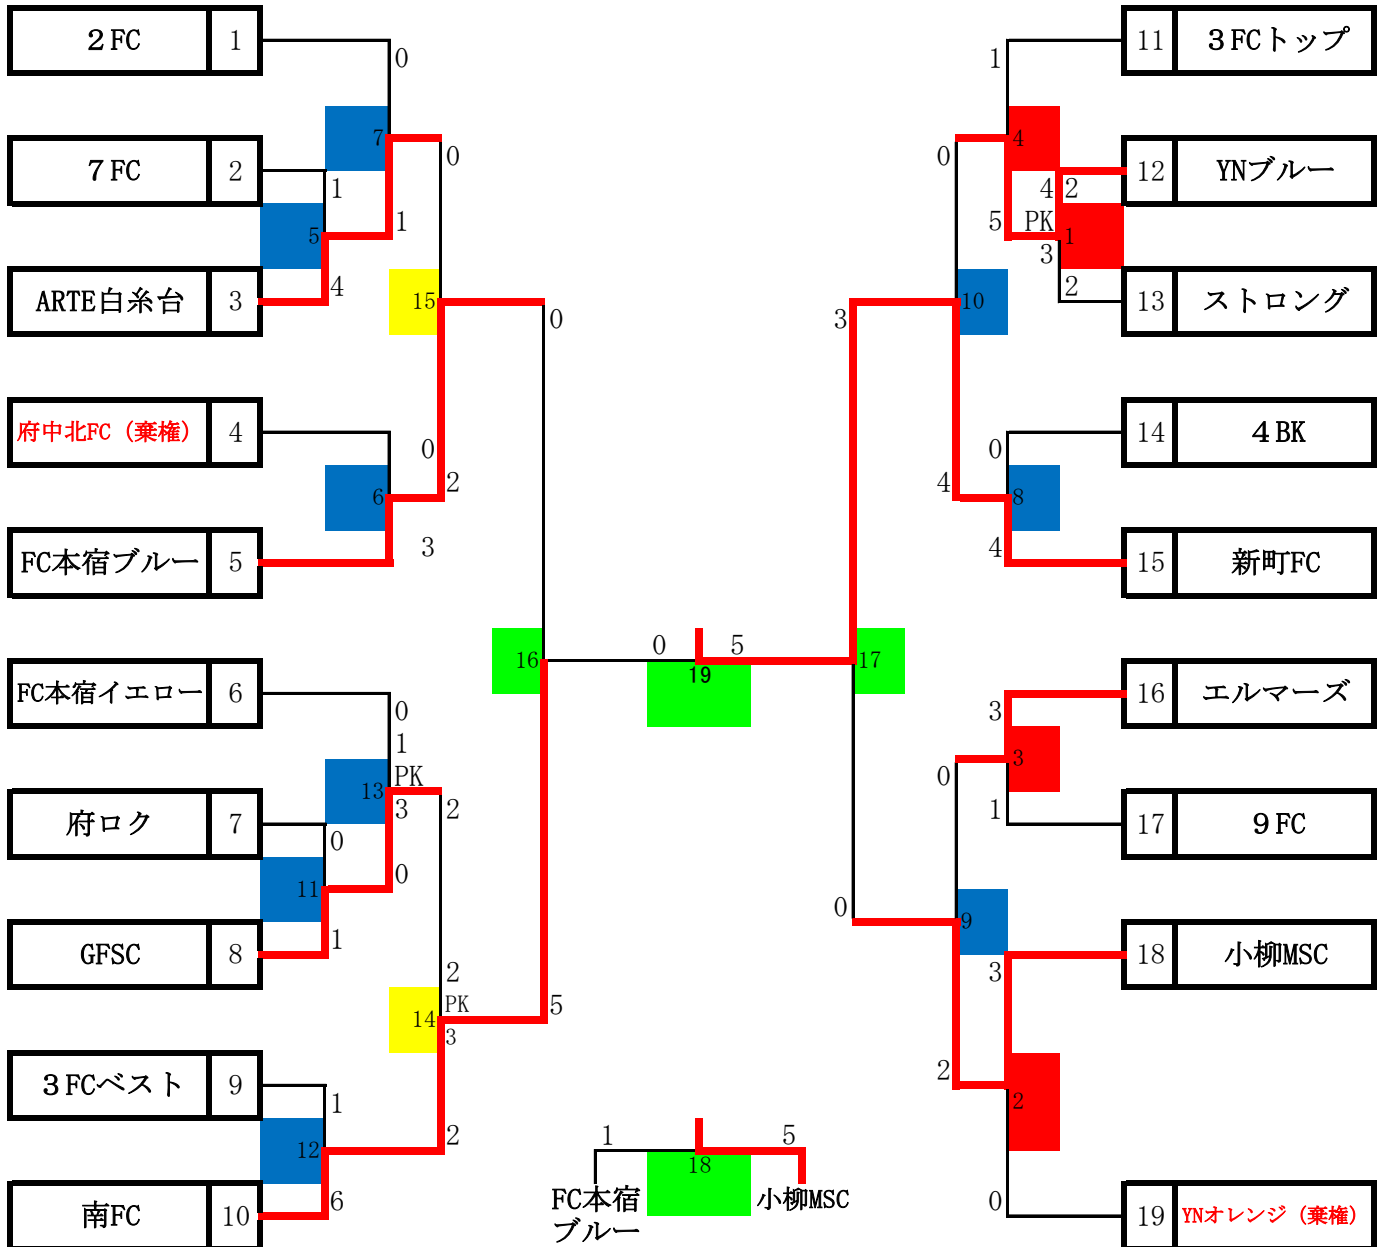 2FC 1
7FC 2
ARTE白糸台 3
府中北FC（棄権） 4
FC本宿ブルー 5
FC本宿イエロー 6
府ロク 7
GFSC 8
3FCベスト 9
南FC 10
0
7
1
1
5
4
0
15
2
0
6
3
0
0
1
PK
13
3
0
0
11
1
2
2
PK
14
3
2
1
12
6
5
16
0
5
19
3
17
0
0
10
4
1
4
5
4
PK
3
2
1
2
0
8
4
3
3
1
0
9
2
3
2
0
11 3FCトップ
12 YNブルー
13 ストロング
14 4BK
15 新町FC
16 エルマーズ
17 9FC
18 小柳MSC
19 YNオレンジ（棄権）
1
5
18
FC本宿
ブルー
小柳MSC